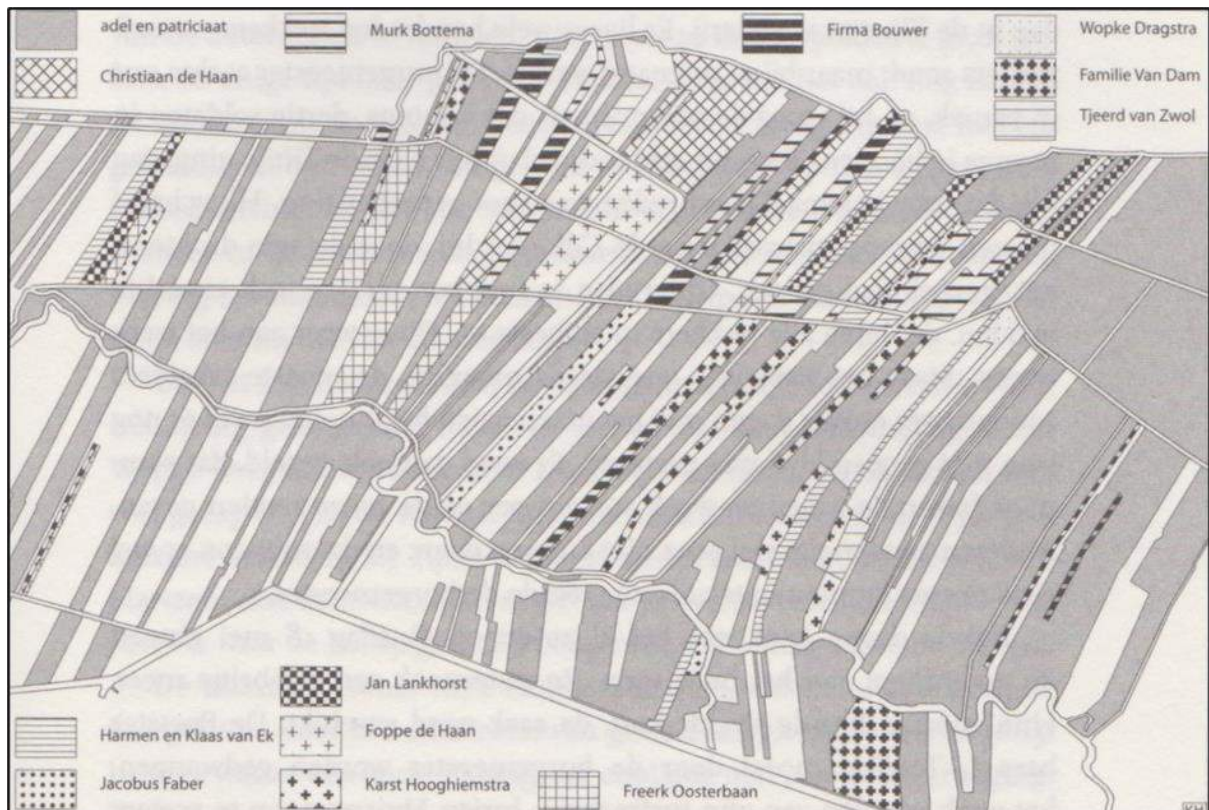 adel en patriciaat
Murk Bottema
Firma Bouwer
Wopke Dragstra
Christiaan de Haan
Familie Van Dam
Tjeerd van Zwol
Jan Lankhorst
Harmen en Klaas van Ek
Foppe de Haan
Jacobus Faber
Karst Hooghiemstra
Freerk Oosterbaan
KH